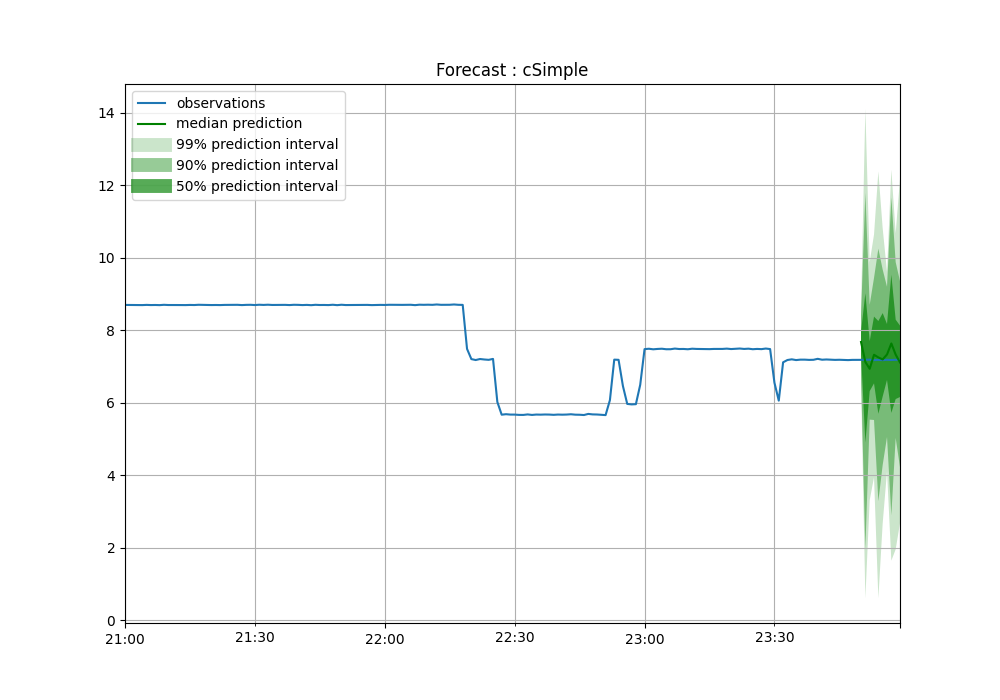 Forecast : cSimple
observations
median prediction
99% prediction interval
90% prediction interval
50% prediction interval
14
12
10
8
6
4
2
0
21:00 21:30 22:00 22:30 23:00 23:30